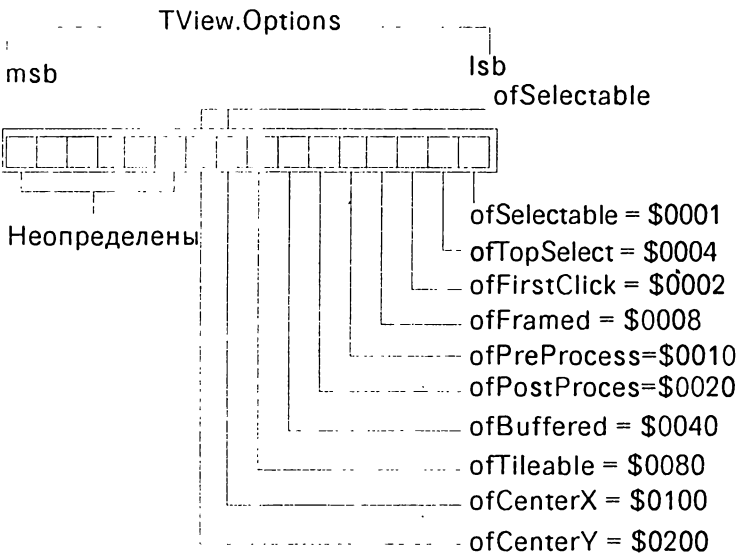 TView.Options
msb
lsb
ofSelectable
Неопределены
ofSelectable = $0001
ofTopSelect = $0004
ofFirstClick = $0002
ofFramed = $0008
ofPreProcess=$0010
ofPostProces=$0020
ofBuffered = $0040
ofTileable = $0080
ofCenterX = $0100
ofCenterY = $0200